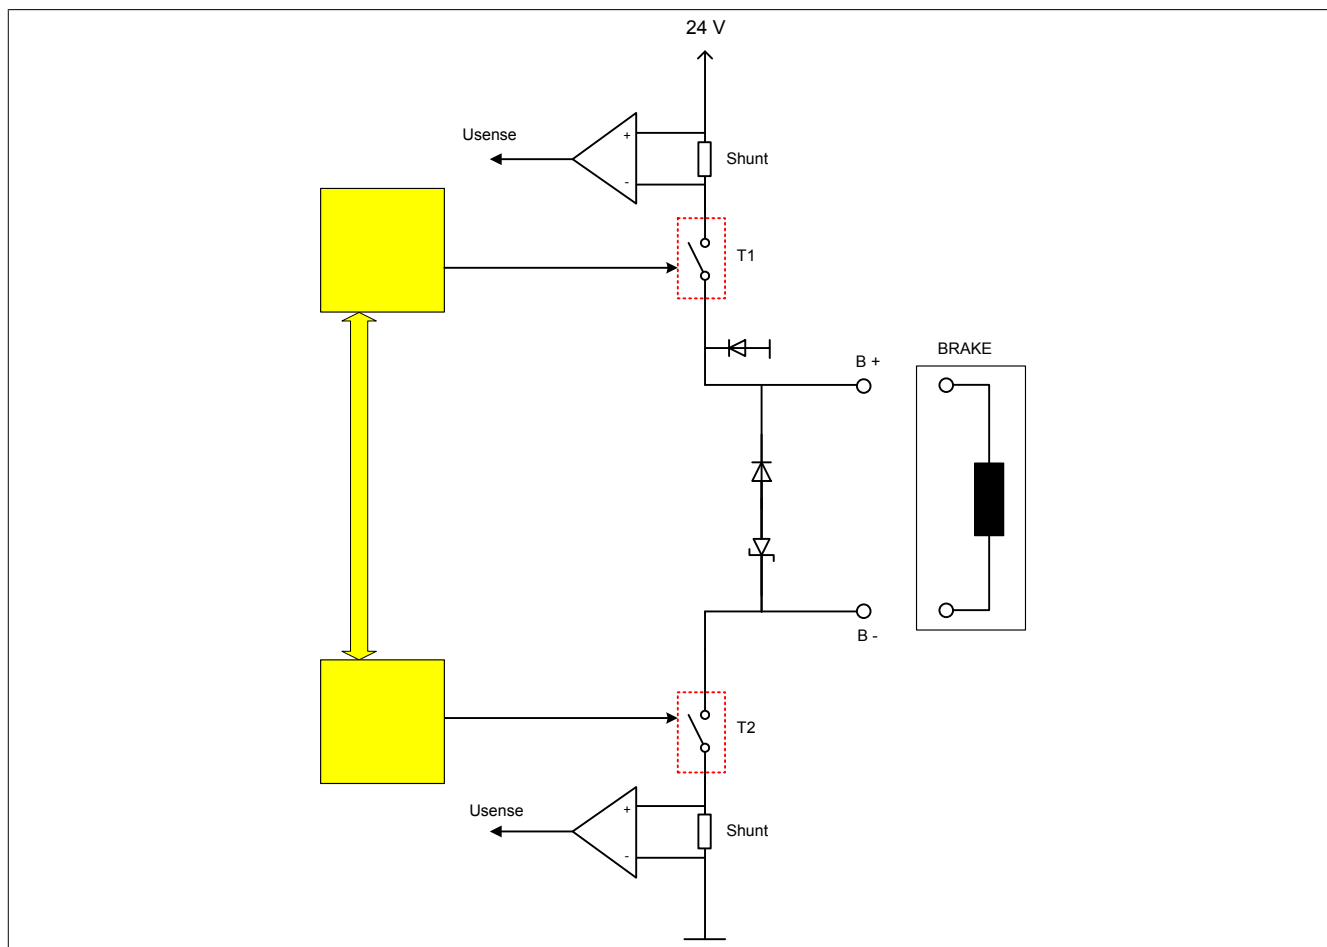 24 V
Usense
+
-
Shunt
T1
B +
BRAKE
B -
T2
Usense
+
-
Shunt